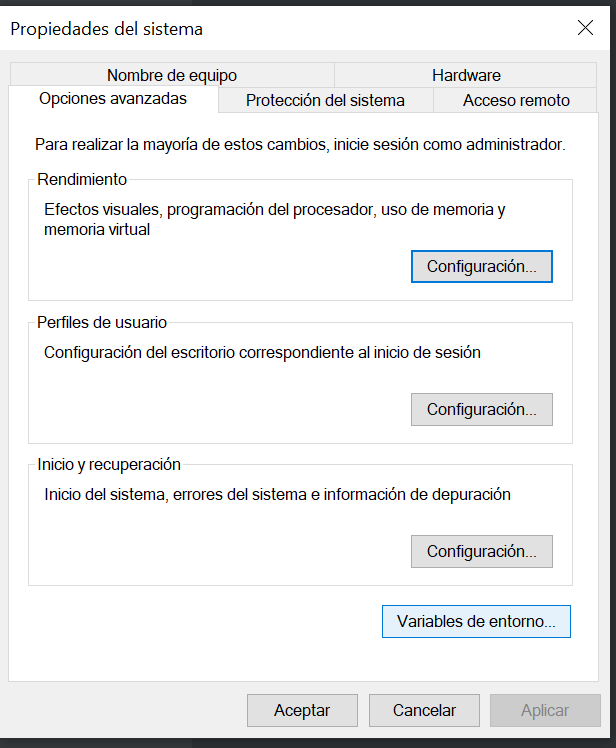 Propiedades del sistema
Nombre de equipo
Hardware
Opciones avanzadas
Protección del sistema
Acceso remoto
Para realizar la mayoría de estos cambios, inicie sesión como administrador.
Rendimiento
Efectos visuales, programación del procesador, uso de memoria y
memoria virtual
Configuración...
Perfiles de usuario
Configuración del escritorio correspondiente al inicio de sesión
Configuración...
Inicio y recuperación
Inicio del sistema, errores del sistema e información de depuración
Configuración...
Variables de entorno...
Aceptar
Cancelar
Aplicar